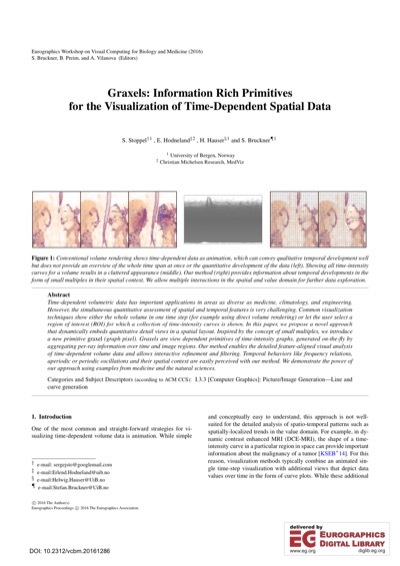 Eurographics Workshop on Visual Computing for Biology and Medicine (2016)
S. Bruckner, B. Preim, and A. Vilanova (Editors)
Graxels: Information Rich Primitives
for the Visualization of Time-Dependent Spatial Data
S. Stoppel†1 , E. Hodneland‡2 , H. Hauser§1 and S. Bruckner¶1
1 University of Bergen, Norway
2 Christian Michelsen Research, MedViz
Figure 1: Conventional volume rendering shows time-dependent data as animation, which can convey qualitative temporal development well
but does not provide an overview of the whole time span at once or the quantitative development of the data (left). Showing all time-intensity
curves for a volume results in a cluttered appearance (middle). Our method (right) provides information about temporal developments in the
form of small multiples in their spatial context. We allow multiple interactions in the spatial and value domain for further data exploration.
Abstract
Time-dependent volumetric data has important applications in areas as diverse as medicine, climatology, and engineering.
However, the simultaneous quantitative assessment of spatial and temporal features is very challenging. Common visualization
techniques show either the whole volume in one time step (for example using direct volume rendering) or let the user select a
region of interest (ROI) for which a collection of time-intensity curves is shown. In this paper, we propose a novel approach
that dynamically embeds quantitative detail views in a spatial layout. Inspired by the concept of small multiples, we introduce
a new primitive graxel (graph pixel). Graxels are view dependent primitives of time-intensity graphs, generated on-the-fly by
aggregating per-ray information over time and image regions. Our method enables the detailed feature-aligned visual analysis
of time-dependent volume data and allows interactive refinement and filtering. Temporal behaviors like frequency relations,
aperiodic or periodic oscillations and their spatial context are easily perceived with our method. We demonstrate the power of
our approach using examples from medicine and the natural sciences.
Categories and Subject Descriptors (according to ACM CCS): I.3.3 [Computer Graphics]: Picture/Image Generation—Line and
curve generation
1. Introduction
One of the most common and straight-forward strategies for vi-
sualizing time-dependent volume data is animation. While simple
† e-mail: sergejsto@googlemail.com
‡ e-mail:Erlend.Hodneland@uib.no
§ e-mail:Helwig.Hauser@UiB.no
¶ e-mail:Stefan.Bruckner@UiB.no
© 2016 The Author(s)
Eurographics Proceedings © 2016 The Eurographics Association.
and conceptually easy to understand, this approach is not well-
suited for the detailed analysis of spatio-temporal patterns such as
spatially-localized trends in the value domain. For example, in dy-
namic contrast enhanced MRI (DCE-MRI), the shape of a time-
intensity curve in a particular region in space can provide important
information about the malignancy of a tumor [KSEB*14]. For this
reason, visualization methods typically combine an animated sin-
gle time-step visualization with additional views that depict data
values over time in the form of curve plots. While these additional
DOI: 10.2312/vcbm.20161286
delivered by
EG EUROGRAPHICS
DIGITAL LIBRARY
www.eg.org diglib.eg.org